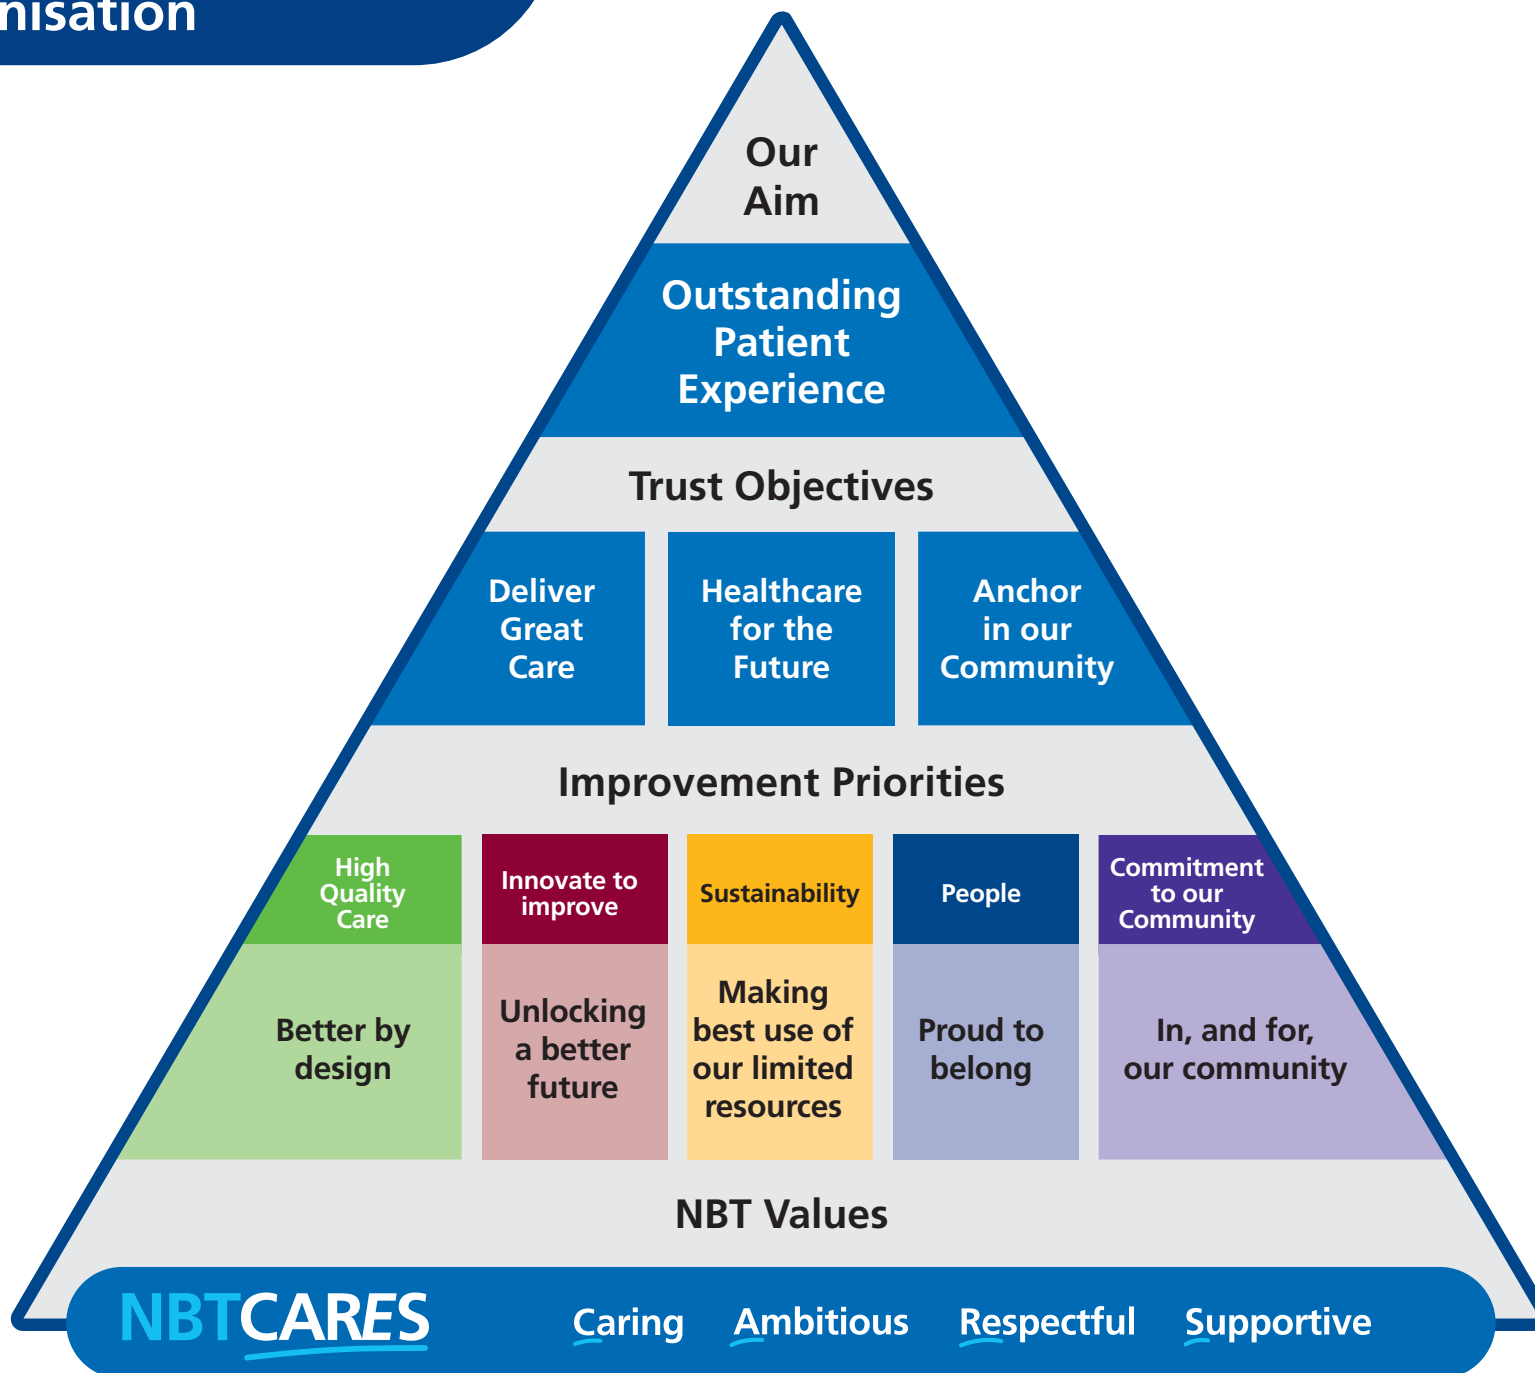 nisation
Our
Aim
Outstanding
Patient
Experience
Trust Objectives
Deliver
Great
Care
Healthcare
for the
Future
Anchor
in our
Community
Improvement Priorities
High
Quality
Care
Innovate to
improve
Sustainability
People
Commitment
to our
Community
Better by
design
Unlocking
a better
future
Making
best use of
our limited
resources
Proud to
belong
In, and for,
our community
NBT Values
NBTCARES
Caring Ambitious Respectful Supportive